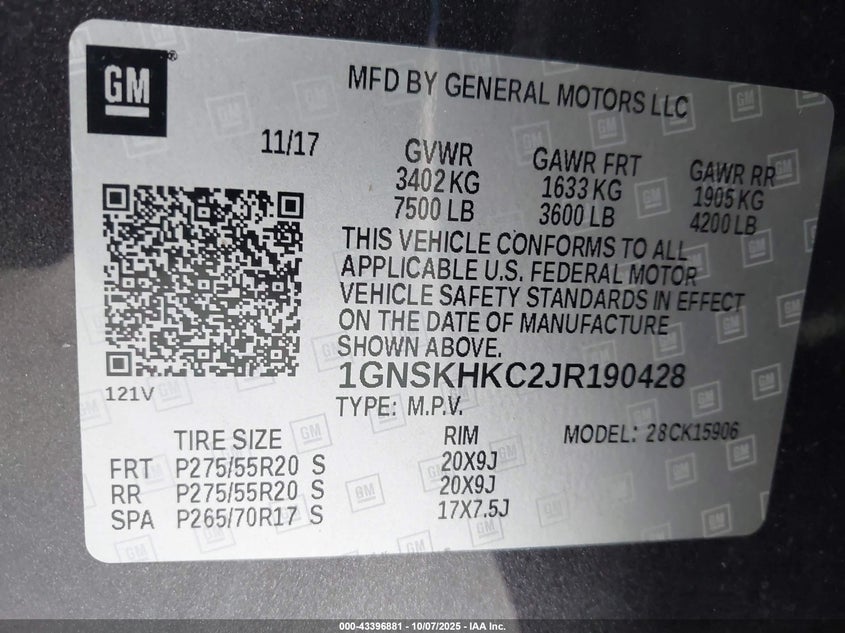 GM
MFD BY GENERAL MOTORS LLC
11/17 GVWR GAWR FRT GAWR RR
3402 KG 1633 KG 1905 KG
7500 LB 3600 LB 4200 LB
THIS VEHICLE CONFORMS TO ALL
APPLICABLE U.S. FEDERAL MOTOR
VEHICLE SAFETY STANDARDS IN EFFECT
ON THE DATE OF MANUFACTURE
SHOWN ABOVE.
121V 1GNSKHKC2JR190428
TYPE: M.P.V. MODEL: 28CK15906
TIRE SIZE RIM
FRT P275/55R20 S 20X9J
RR P275/55R20 S 20X9J
SPA P265/70R17 S 17X7.5J
000-43396881 - 10/07/2025 - IAA Inc.